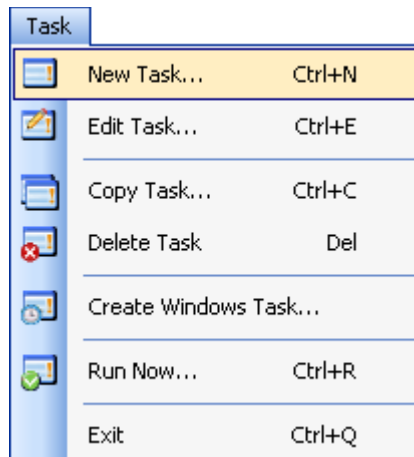 Task
New Task... Ctrl+N
Edit Task... Ctrl+E
Copy Task... Ctrl+C
Delete Task Del
Create Windows Task...
Run Now... Ctrl+R
Exit Ctrl+Q